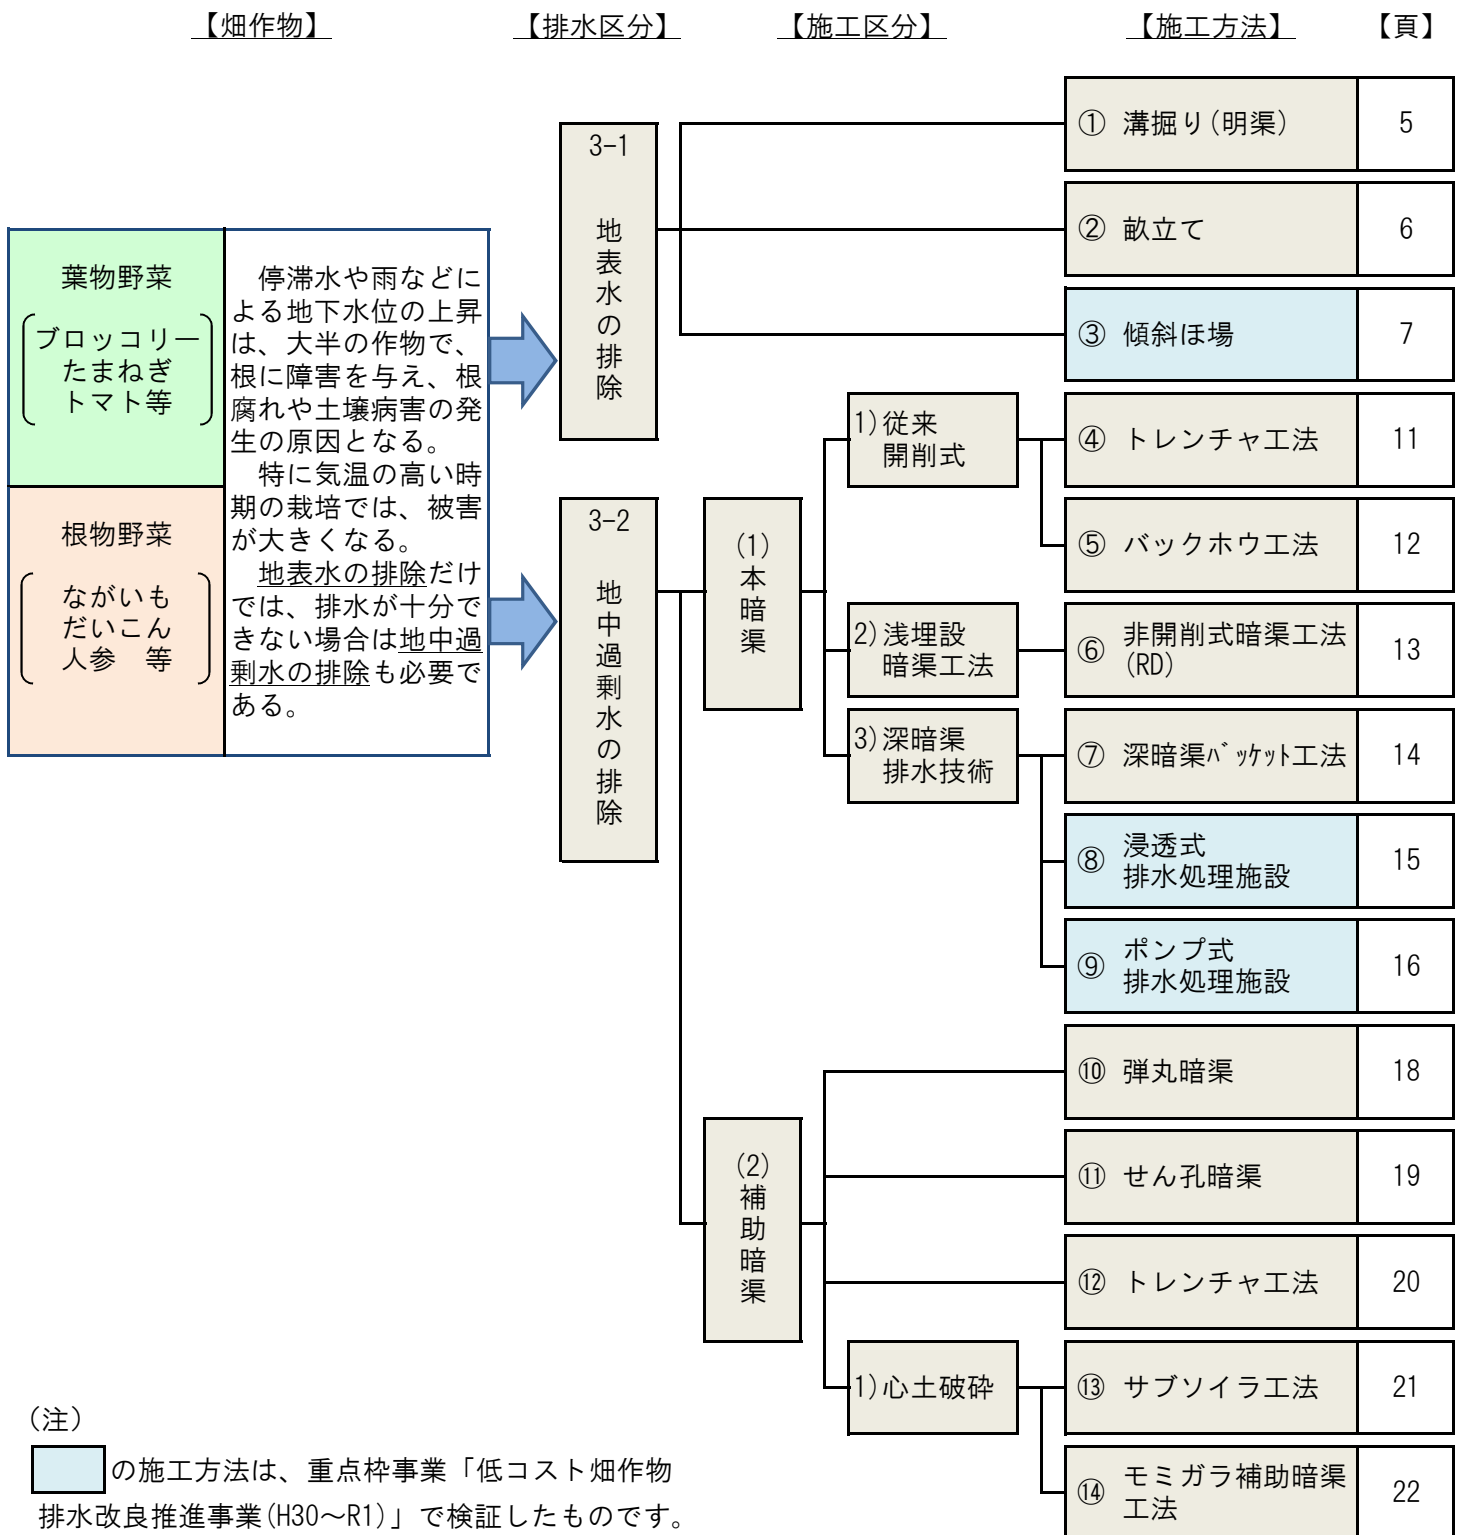 【畑作物】
【排水区分】
【施工区分】
【施工方法】
【頁】
葉物野菜
ブロッコリー
たまねぎ
トマト等
根物野菜
ながいも
だいこん
人参　等
　停滞水や雨などに
よる地下水位の上昇
は、大半の作物で、
根に障害を与え、根
腐れや土壌病害の発
生の原因となる。
　特に気温の高い時
期の栽培では、被害
が大きくなる。
　地表水の排除だけ
では、排水が十分で
きない場合は地中過
剰水の排除も必要で
ある。
3-1
地表水の排除
3-2
地中過剰水の排除
(1)
本暗渠
(2)
補助暗渠
1)従来
開削式
2)浅埋設
暗渠工法
3)深暗渠
排水技術
1)心土破砕
① 溝掘り(明渠) 5
② 畝立て 6
③ 傾斜ほ場 7
④ トレンチャ工法 11
⑤ バックホウ工法 12
⑥ 非開削式暗渠工法
(RD) 13
⑦ 深暗渠ﾊﾞｯｹｯﾄ工法 14
⑧ 浸透式
排水処理施設 15
⑨ ポンプ式
排水処理施設 16
⑩ 弾丸暗渠 18
⑪ せん孔暗渠 19
⑫ トレンチャ工法 20
⑬ サブソイラ工法 21
⑭ モミガラ補助暗渠
工法 22
(注)
の施工方法は、重点枠事業「低コスト畑作物
排水改良推進事業(H30～R1)」で検証したものです。